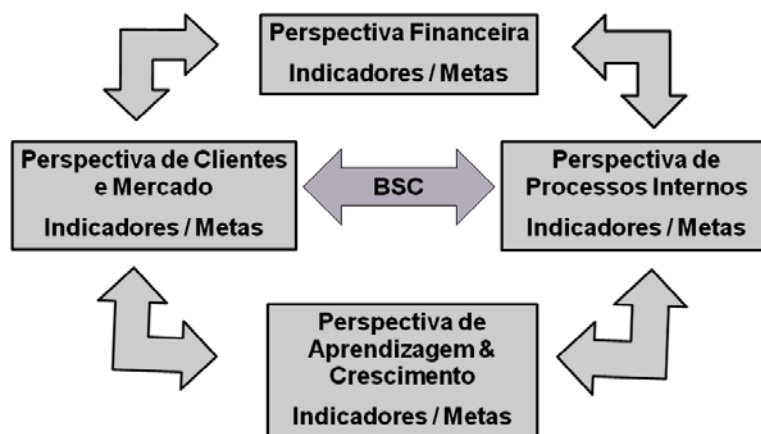 Perspectiva Financeira
Indicadores / Metas
Perspectiva de Clientes
e Mercado
Indicadores / Metas
BSC
Perspectiva de
Processos Internos
Indicadores / Metas
Perspectiva de
Aprendizagem &
Crescimento
Indicadores / Metas